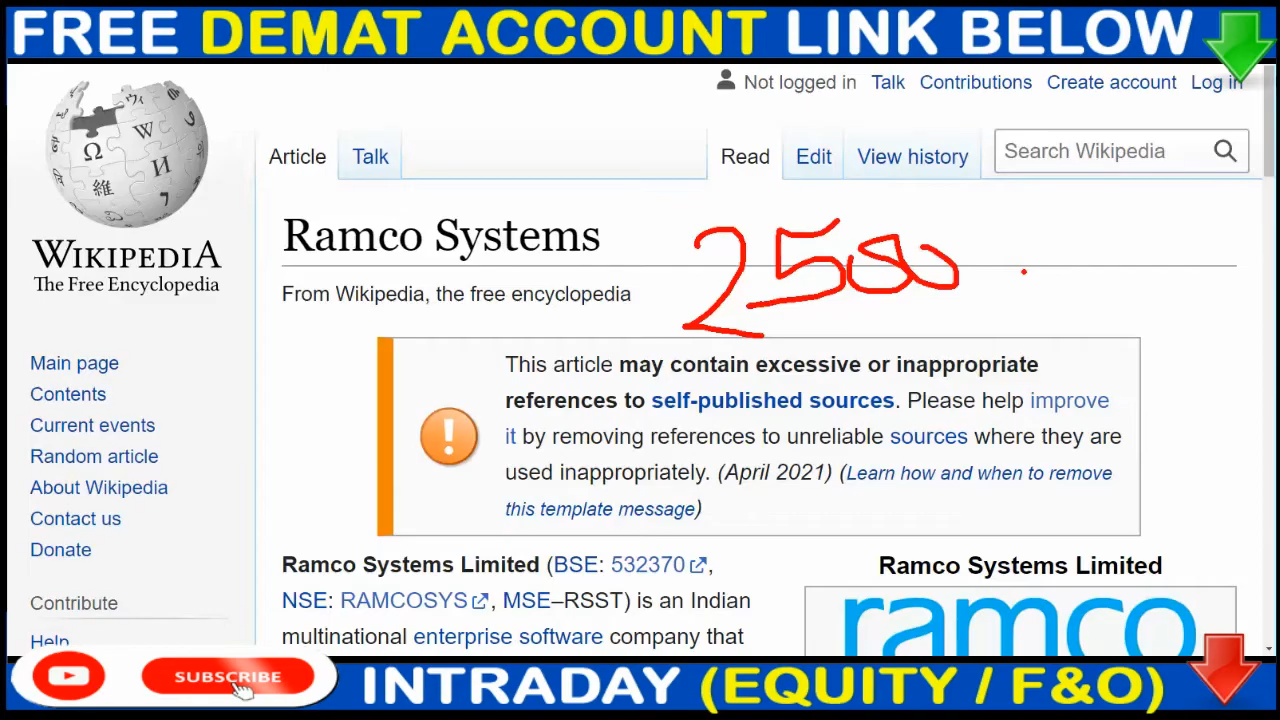 FREE DEMAT ACCOUNT LINK BELOW
Not logged in Talk Contributions Create account Log in
Article Talk Read Edit View history Search Wikipedia
Ω W И 維 7
WIKIPEDIA
The Free Encyclopedia
Ramco Systems
2500
From Wikipedia, the free encyclopedia
Main page
Contents
Current events
Random article
About Wikipedia
Contact us
Donate
Contribute
Help
This article may contain excessive or inappropriate
references to self-published sources. Please help improve
it by removing references to unreliable sources where they are
used inappropriately. (April 2021) (Learn how and when to remove
this template message)
Ramco Systems Limited (BSE: 532370,
NSE: RAMCOSYS, MSE–RSST) is an Indian
multinational enterprise software company that
Ramco Systems Limited
ramco
SUBSCRIBE
INTRADAY (EQUITY / F&O)